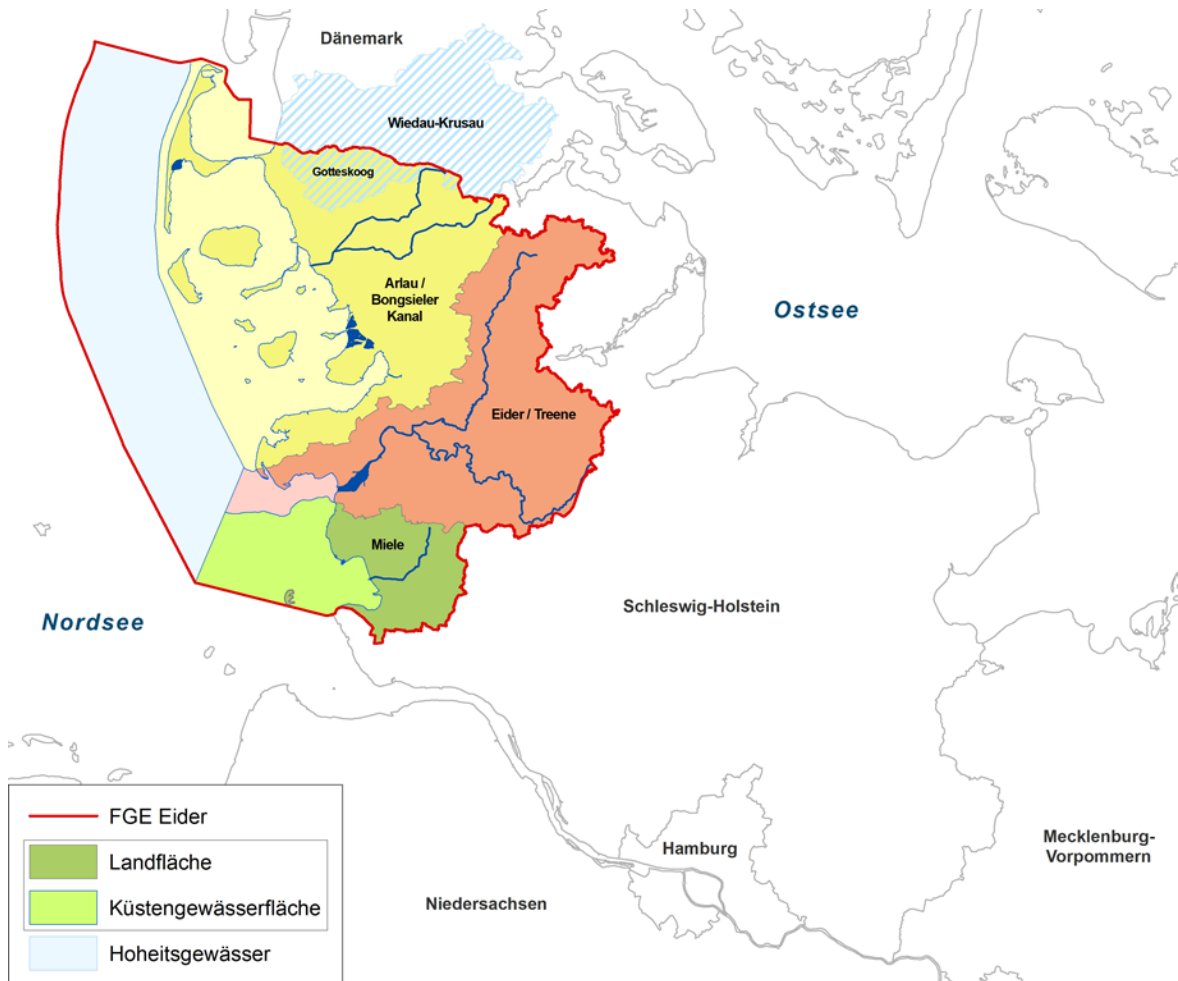 Dänemark
Wiedau-Krusau
Gotteskoog
Arlau /
Bongsieler
Kanal
Ostsee
Eider / Treene
Miele
Schleswig-Holstein
Nordsee
FGE Eider
Landfläche
Küstengewässerfläche
Hoheitsgewässer
Hamburg
Mecklenburg-
Vorpommern
Niedersachsen